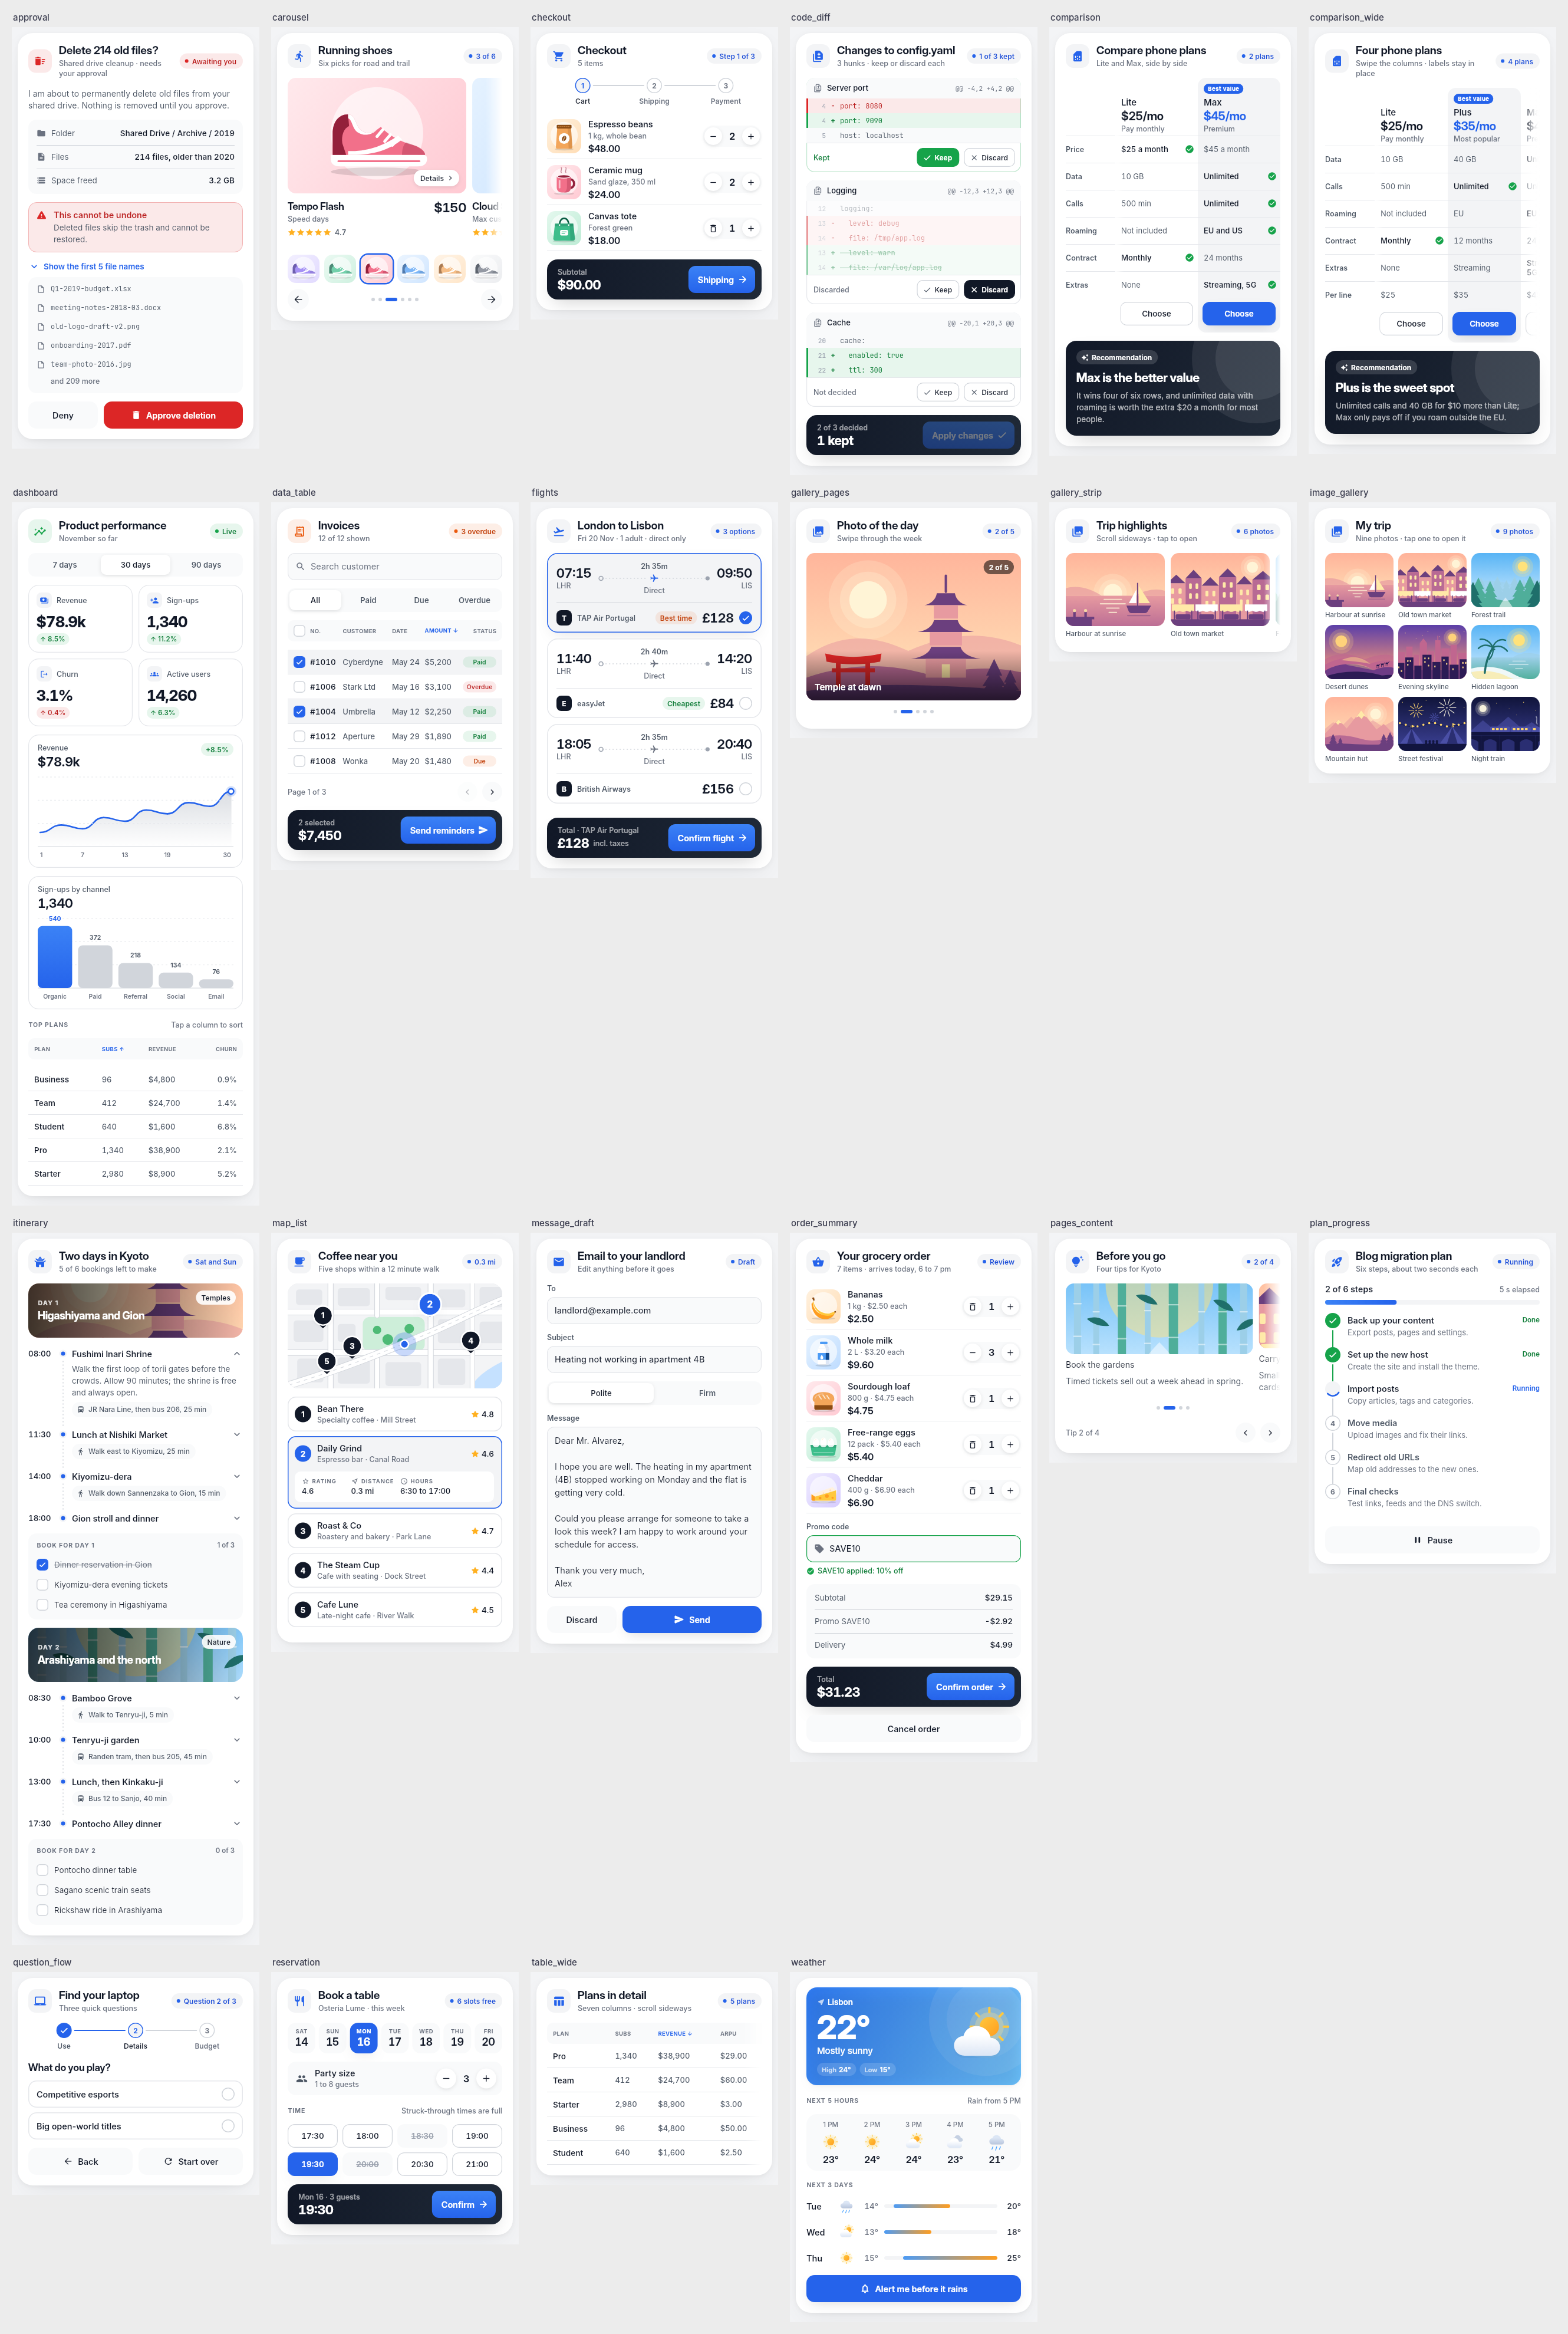 approval
Delete 214 old files?
Shared drive cleanup · needs your approval
Awaiting you
I am about to permanently delete old files from your shared drive. Nothing is removed until you approve.
Folder
Shared Drive / Archive / 2019
Files
214 files, older than 2020
Space freed
3.2 GB
This cannot be undone
Deleted files skip the trash and cannot be restored.
Show the first 5 file names
Q1-2019-budget.xlsx
meeting-notes-2018-03.docx
old-logo-draft-v2.png
onboarding-2017.pdf
team-photo-2016.jpg
and 209 more
Deny
Approve deletion
carousel
Running shoes
Six picks for road and trail
3 of 6
Details
Tempo Flash
$150
Speed days
4.7
Cloud
checkout
Checkout
5 items
Step 1 of 3
1
2
3
Cart
Shipping
Payment
Espresso beans
1 kg, whole bean
$48.00
2
Ceramic mug
Sand glaze, 350 ml
$24.00
2
Canvas tote
Forest green
$18.00
1
Subtotal
$90.00
Shipping
code_diff
Changes to config.yaml
3 hunks · keep or discard each
1 of 3 kept
Server port
@@ -4,2 +4,2 @@
4 - port: 8080
4 + port: 9090
5 host: localhost
Kept
Keep
Discard
Logging
@@ -12,3 +12,3 @@
12 logging:
13 - level: debug
14 - file: /tmp/app.log
13 + level: warn
14 + file: /var/log/app.log
Discarded
Keep
Discard
Cache
@@ -20,1 +20,3 @@
20 cache:
21 + enabled: true
22 + ttl: 300
Not decided
Keep
Discard
2 of 3 decided
1 kept
Apply changes
comparison
Compare phone plans
Lite and Max, side by side
2 plans
Best value
Lite
Max
$25/mo
$45/mo
Pay monthly
Premium
Price
$25 a month
$45 a month
Data
10 GB
Unlimited
Calls
500 min
Unlimited
Roaming
Not included
EU and US
Contract
Monthly
24 months
Extras
None
Streaming, 5G
Choose
Choose
Recommendation
Max is the better value
It wins four of six rows, and unlimited data with roaming is worth the extra $20 a month for most people.
comparison_wide
Four phone plans
Swipe the columns · labels stay in place
4 plans
Best value
Lite
Plus
$25/mo
$35/mo
Pay monthly
Most popular
Data
10 GB
40 GB
Calls
500 min
Unlimited
Roaming
Not included
EU
Contract
Monthly
12 months
Extras
None
Streaming
Per line
$25
$35
Choose
Choose
Recommendation
Plus is the sweet spot
Unlimited calls and 40 GB for $10 more than Lite; Max only pays off if you roam outside the EU.
dashboard
Product performance
November so far
Live
7 days
30 days
90 days
Revenue
$78.9k
↑ 8.5%
Sign-ups
1,340
↑ 11.2%
Churn
3.1%
↑ 0.4%
Active users
14,260
↑ 6.3%
Revenue
$78.9k
+8.5%
1
7
13
19
30
Sign-ups by channel
1,340
540
372
218
134
76
Organic
Paid
Referral
Social
Email
TOP PLANS
Tap a column to sort
PLAN
SUBS ↑
REVENUE
CHURN
Business
96
$4,800
0.9%
Team
412
$24,700
1.4%
Student
640
$1,600
6.8%
Pro
1,340
$38,900
2.1%
Starter
2,980
$8,900
5.2%
data_table
Invoices
12 of 12 shown
3 overdue
Search customer
All
Paid
Due
Overdue
NO.
CUSTOMER
DATE
AMOUNT ↓
STATUS
#1010
Cyberdyne
May 24
$5,200
Paid
#1006
Stark Ltd
May 16
$3,100
Overdue
#1004
Umbrella
May 12
$2,250
Paid
#1012
Aperture
May 29
$1,890
Paid
#1008
Wonka
May 20
$1,480
Due
Page 1 of 3
2 selected
$7,450
Send reminders
flights
London to Lisbon
Fri 20 Nov · 1 adult · direct only
3 options
07:15
LHR
2h 35m
Direct
09:50
LIS
T
TAP Air Portugal
Best time
£128
11:40
LHR
2h 40m
Direct
14:20
LIS
E
easyJet
Cheapest
£84
18:05
LHR
2h 35m
Direct
20:40
LIS
B
British Airways
£156
Total · TAP Air Portugal
£128 incl. taxes
Confirm flight
gallery_pages
Photo of the day
Swipe through the week
2 of 5
2 of 5
Temple at dawn
gallery_strip
Trip highlights
Scroll sideways · tap to open
6 photos
Harbour at sunrise
Old town market
image_gallery
My trip
Nine photos · tap one to open it
9 photos
Harbour at sunrise
Old town market
Forest trail
Desert dunes
Evening skyline
Hidden lagoon
Mountain hut
Street festival
Night train
itinerary
Two days in Kyoto
5 of 6 bookings left to make
Sat and Sun
DAY 1
Higashiyama and Gion
Temples
08:00
Fushimi Inari Shrine
Walk the first loop of torii gates before the crowds. Allow 90 minutes; the shrine is free and always open.
JR Nara Line, then bus 206, 25 min
11:30
Lunch at Nishiki Market
Walk east to Kiyomizu, 25 min
14:00
Kiyomizu-dera
Walk down Sannenzaka to Gion, 15 min
18:00
Gion stroll and dinner
BOOK FOR DAY 1
1 of 3
Dinner reservation in Gion
Kiyomizu-dera evening tickets
Tea ceremony in Higashiyama
DAY 2
Arashiyama and the north
Nature
08:30
Bamboo Grove
Walk to Tenryu-ji, 5 min
10:00
Tenryu-ji garden
Randen tram, then bus 205, 45 min
13:00
Lunch, then Kinkaku-ji
Bus 12 to Sanjo, 40 min
17:30
Pontocho Alley dinner
BOOK FOR DAY 2
0 of 3
Pontocho dinner table
Sagano scenic train seats
Rickshaw ride in Arashiyama
map_list
Coffee near you
Five shops within a 12 minute walk
0.3 mi
1
2
3
4
5
1
Bean There
Specialty coffee · Mill Street
4.8
2
Daily Grind
Espresso bar · Canal Road
4.6
RATING
4.6
DISTANCE
0.3 mi
HOURS
6:30 to 17:00
3
Roast & Co
Roastery and bakery · Park Lane
4.7
4
The Steam Cup
Cafe with seating · Dock Street
4.4
5
Cafe Lune
Late-night cafe · River Walk
4.5
message_draft
Email to your landlord
Edit anything before it goes
Draft
To
landlord@example.com
Subject
Heating not working in apartment 4B
Polite
Firm
Message
Dear Mr. Alvarez,
I hope you are well. The heating in my apartment (4B) stopped working on Monday and the flat is getting very cold.
Could you please arrange for someone to take a look this week? I am happy to work around your schedule for access.
Thank you very much,
Alex
Discard
Send
order_summary
Your grocery order
7 items · arrives today, 6 to 7 pm
Review
Bananas
1 kg · $2.50 each
$2.50
1
Whole milk
2 L · $3.20 each
$9.60
3
Sourdough loaf
800 g · $4.75 each
$4.75
1
Free-range eggs
12 pack · $5.40 each
$5.40
1
Cheddar
400 g · $6.90 each
$6.90
1
Promo code
SAVE10
SAVE10 applied: 10% off
Subtotal
$29.15
Promo SAVE10
-$2.92
Delivery
$4.99
Total
$31.23
Confirm order
Cancel order
pages_content
Before you go
Four tips for Kyoto
2 of 4
Book the gardens
Timed tickets sell out a week ahead in spring.
Tip 2 of 4
plan_progress
Blog migration plan
Six steps, about two seconds each
Running
2 of 6 steps
5 s elapsed
Back up your content
Export posts, pages and settings.
Done
Set up the new host
Create the site and install the theme.
Done
Import posts
Copy articles, tags and categories.
Running
4
Move media
Upload images and fix their links.
5
Redirect old URLs
Map old addresses to the new ones.
6
Final checks
Test links, feeds and the DNS switch.
Pause
question_flow
Find your laptop
Three quick questions
Question 2 of 3
2
3
Use
Details
Budget
What do you play?
Competitive esports
Big open-world titles
Back
Start over
reservation
Book a table
Osteria Lume · this week
6 slots free
SAT
14
SUN
15
MON
16
TUE
17
WED
18
THU
19
FRI
20
Party size
1 to 8 guests
3
TIME
Struck-through times are full
17:30
18:00
18:30
19:00
19:30
20:00
20:30
21:00
Mon 16 · 3 guests
19:30
Confirm
table_wide
Plans in detail
Seven columns · scroll sideways
5 plans
PLAN
SUBS
REVENUE ↓
ARPU
Pro
1,340
$38,900
$29.00
Team
412
$24,700
$60.00
Starter
2,980
$8,900
$3.00
Business
96
$4,800
$50.00
Student
640
$1,600
$2.50
weather
Lisbon
22°
Mostly sunny
High 24°
Low 15°
NEXT 5 HOURS
Rain from 5 PM
1 PM
2 PM
3 PM
4 PM
5 PM
23°
24°
24°
23°
21°
NEXT 3 DAYS
Tue
14°
20°
Wed
13°
18°
Thu
15°
25°
Alert me before it rains